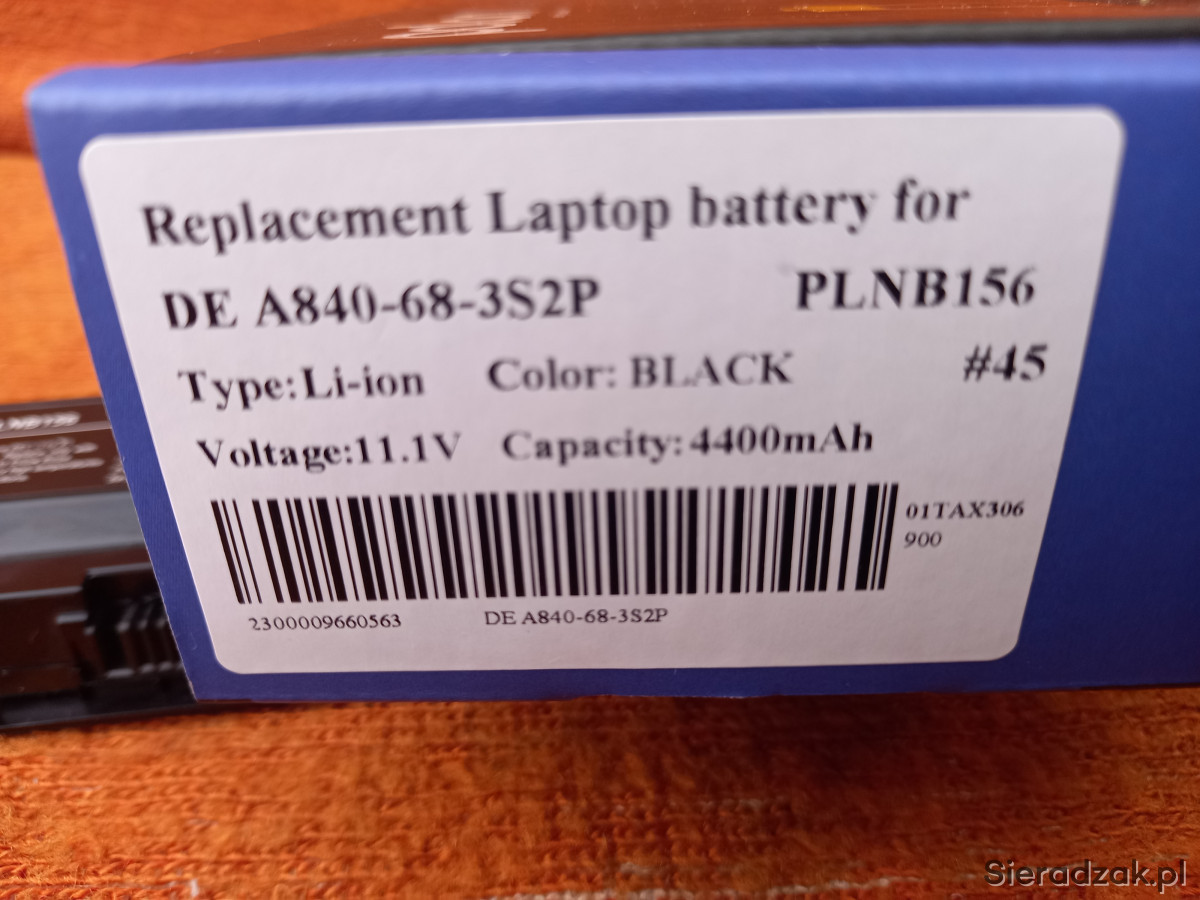 Replacement Laptop battery for
DE A840-68-3S2P PLNB156
Type:Li-ion Color: BLACK #45
Voltage:11.1V Capacity:4400mAh
01TAX306
900
2300009660563 DE A840-68-3S2P
Sieradzak.pl